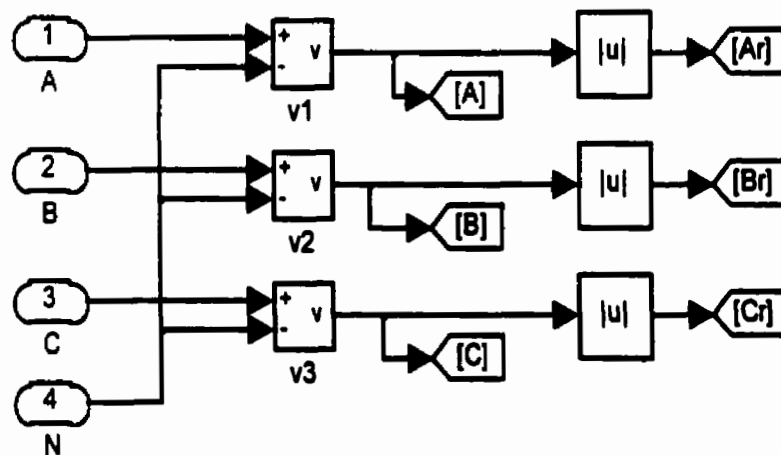 1
A
+
-
v
v1
[A]
|u|
[Ar]
2
B
+
-
v
v2
[B]
|u|
[Br]
3
C
+
-
v
v3
[C]
|u|
[Cr]
4
N